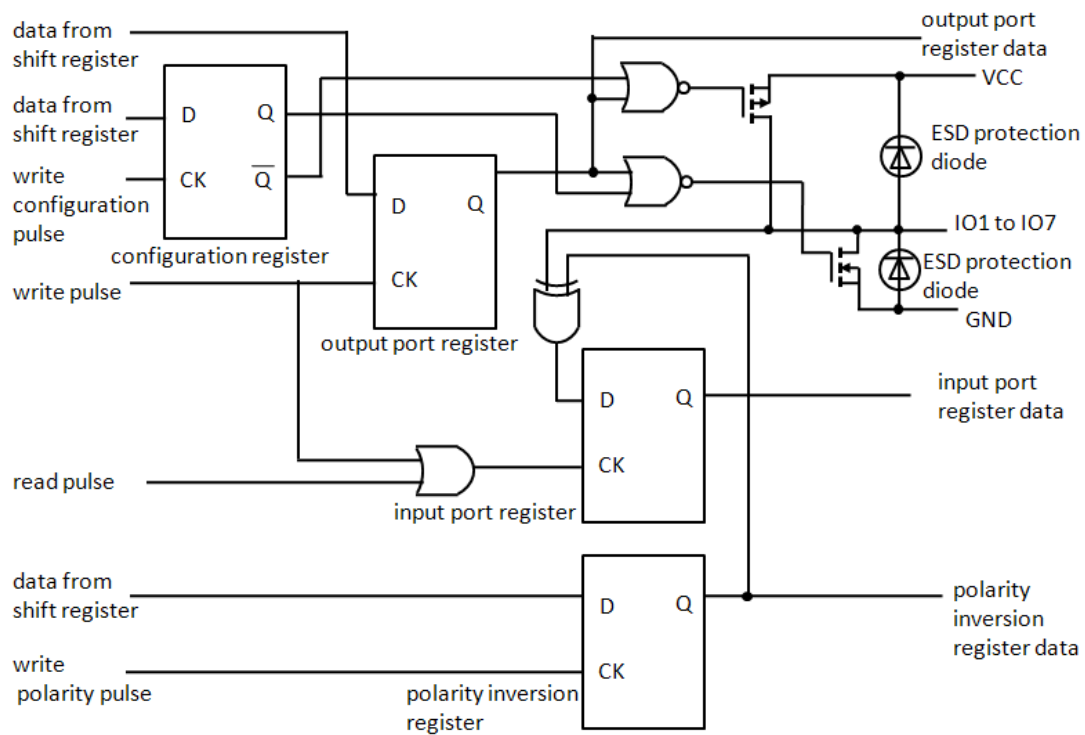 data from
shift register
output port
register data
VCC
data from
shift register
D
Q
ESD protection
diode
write
configuration
pulse
CK
Q
D
Q
IO1 to IO7
configuration register
ESD protection
diode
write pulse
CK
GND
output port register
input port
register data
D
Q
read pulse
CK
input port register
data from
shift register
D
Q
polarity
inversion
register data
write
polarity pulse
CK
polarity inversion
register